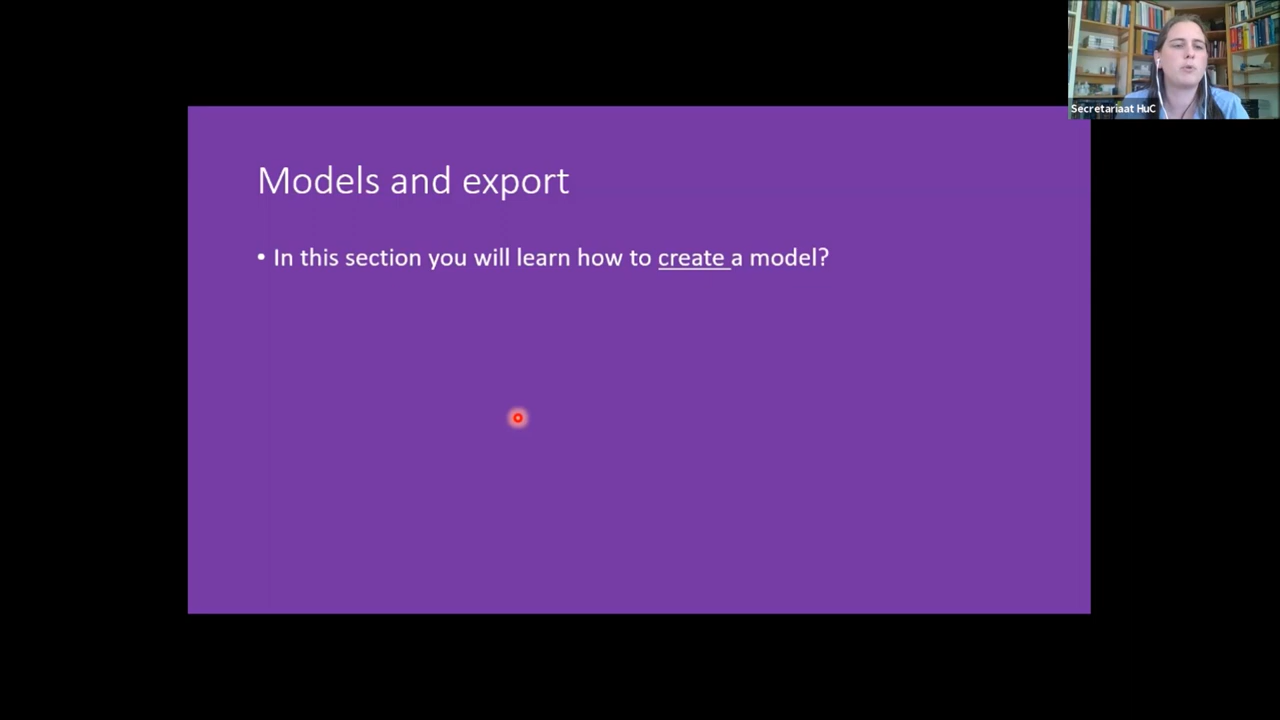 Secretariaat HuC
Models and export
• In this section you will learn how to create a model?